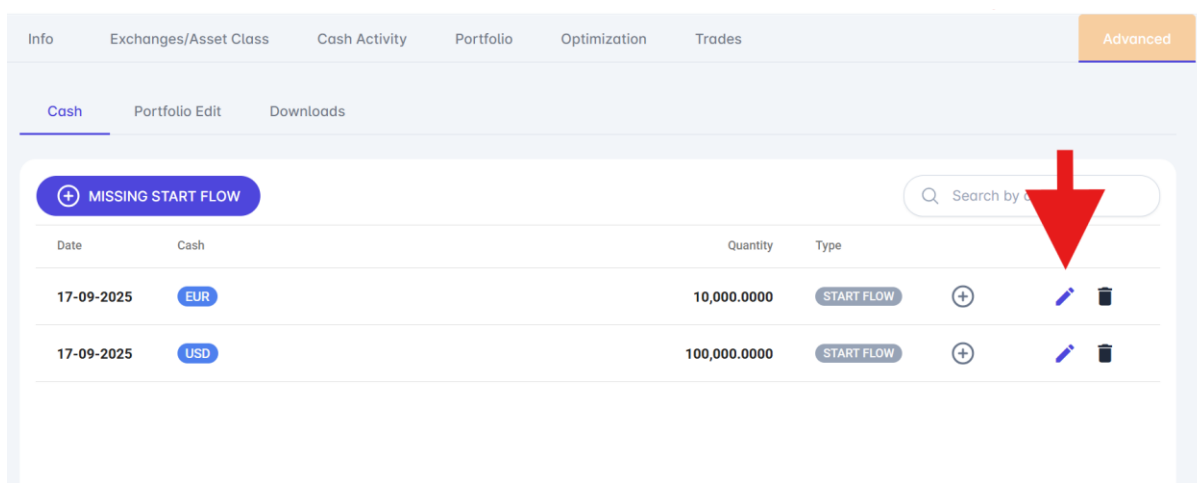 Info Exchanges/Asset Class Cash Activity Portfolio Optimization Trades Advanced
Cash Portfolio Edit Downloads
MISSING START FLOW Search by
Date Cash Quantity Type
17-09-2025 EUR 10,000.0000 START FLOW
17-09-2025 USD 100,000.0000 START FLOW